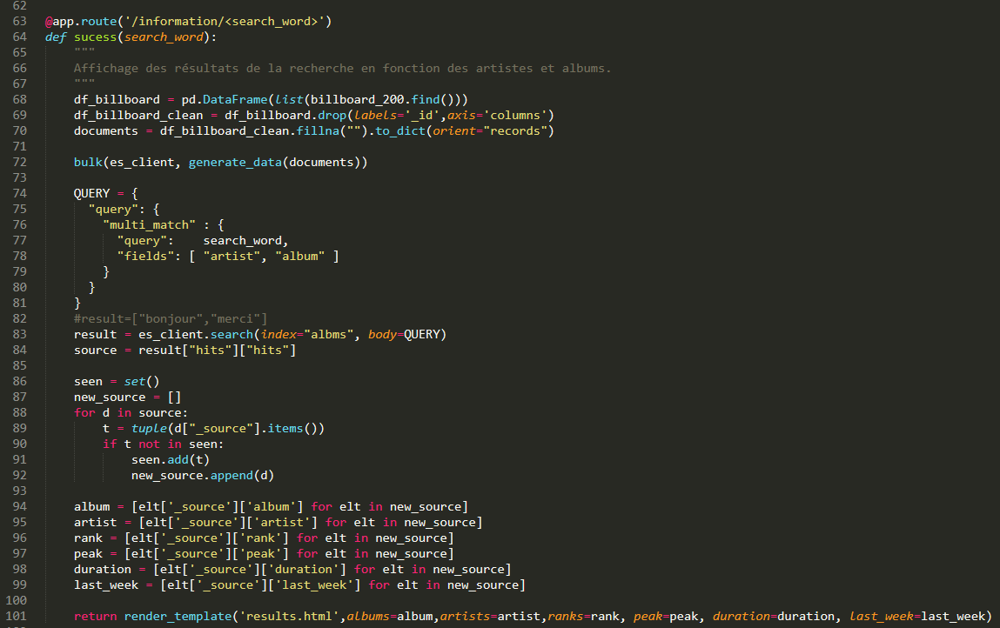 62
63 @app.route('/information/<search_word>')
64 def sucess(search_word):
65     """
66     Affichage des résultats de la recherche en fonction des artistes et albums.
67     """
68     df_billboard = pd.DataFrame(list(billboard_200.find()))
69     df_billboard_clean = df_billboard.drop(labels='_id',axis='columns')
70     documents = df_billboard_clean.fillna("").to_dict(orient="records")
71
72     bulk(es_client, generate_data(documents))
73
74     QUERY = {
75       "query": {
76         "multi_match" : {
77           "query":    search_word,
78           "fields": [ "artist", "album" ]
79         }
80       }
81     }
82     #result=["bonjour","merci"]
83     result = es_client.search(index="albms", body=QUERY)
84     source = result["hits"]["hits"]
85
86     seen = set()
87     new_source = []
88     for d in source:
89         t = tuple(d["_source"].items())
90         if t not in seen:
91             seen.add(t)
92             new_source.append(d)
93
94     album = [elt['_source']['album'] for elt in new_source]
95     artist = [elt['_source']['artist'] for elt in new_source]
96     rank = [elt['_source']['rank'] for elt in new_source]
97     peak = [elt['_source']['peak'] for elt in new_source]
98     duration = [elt['_source']['duration'] for elt in new_source]
99     last_week = [elt['_source']['last_week'] for elt in new_source]
100
101     return render_template('results.html',albums=album,artists=artist,ranks=rank, peak=peak, duration=duration, last_week=last_week)